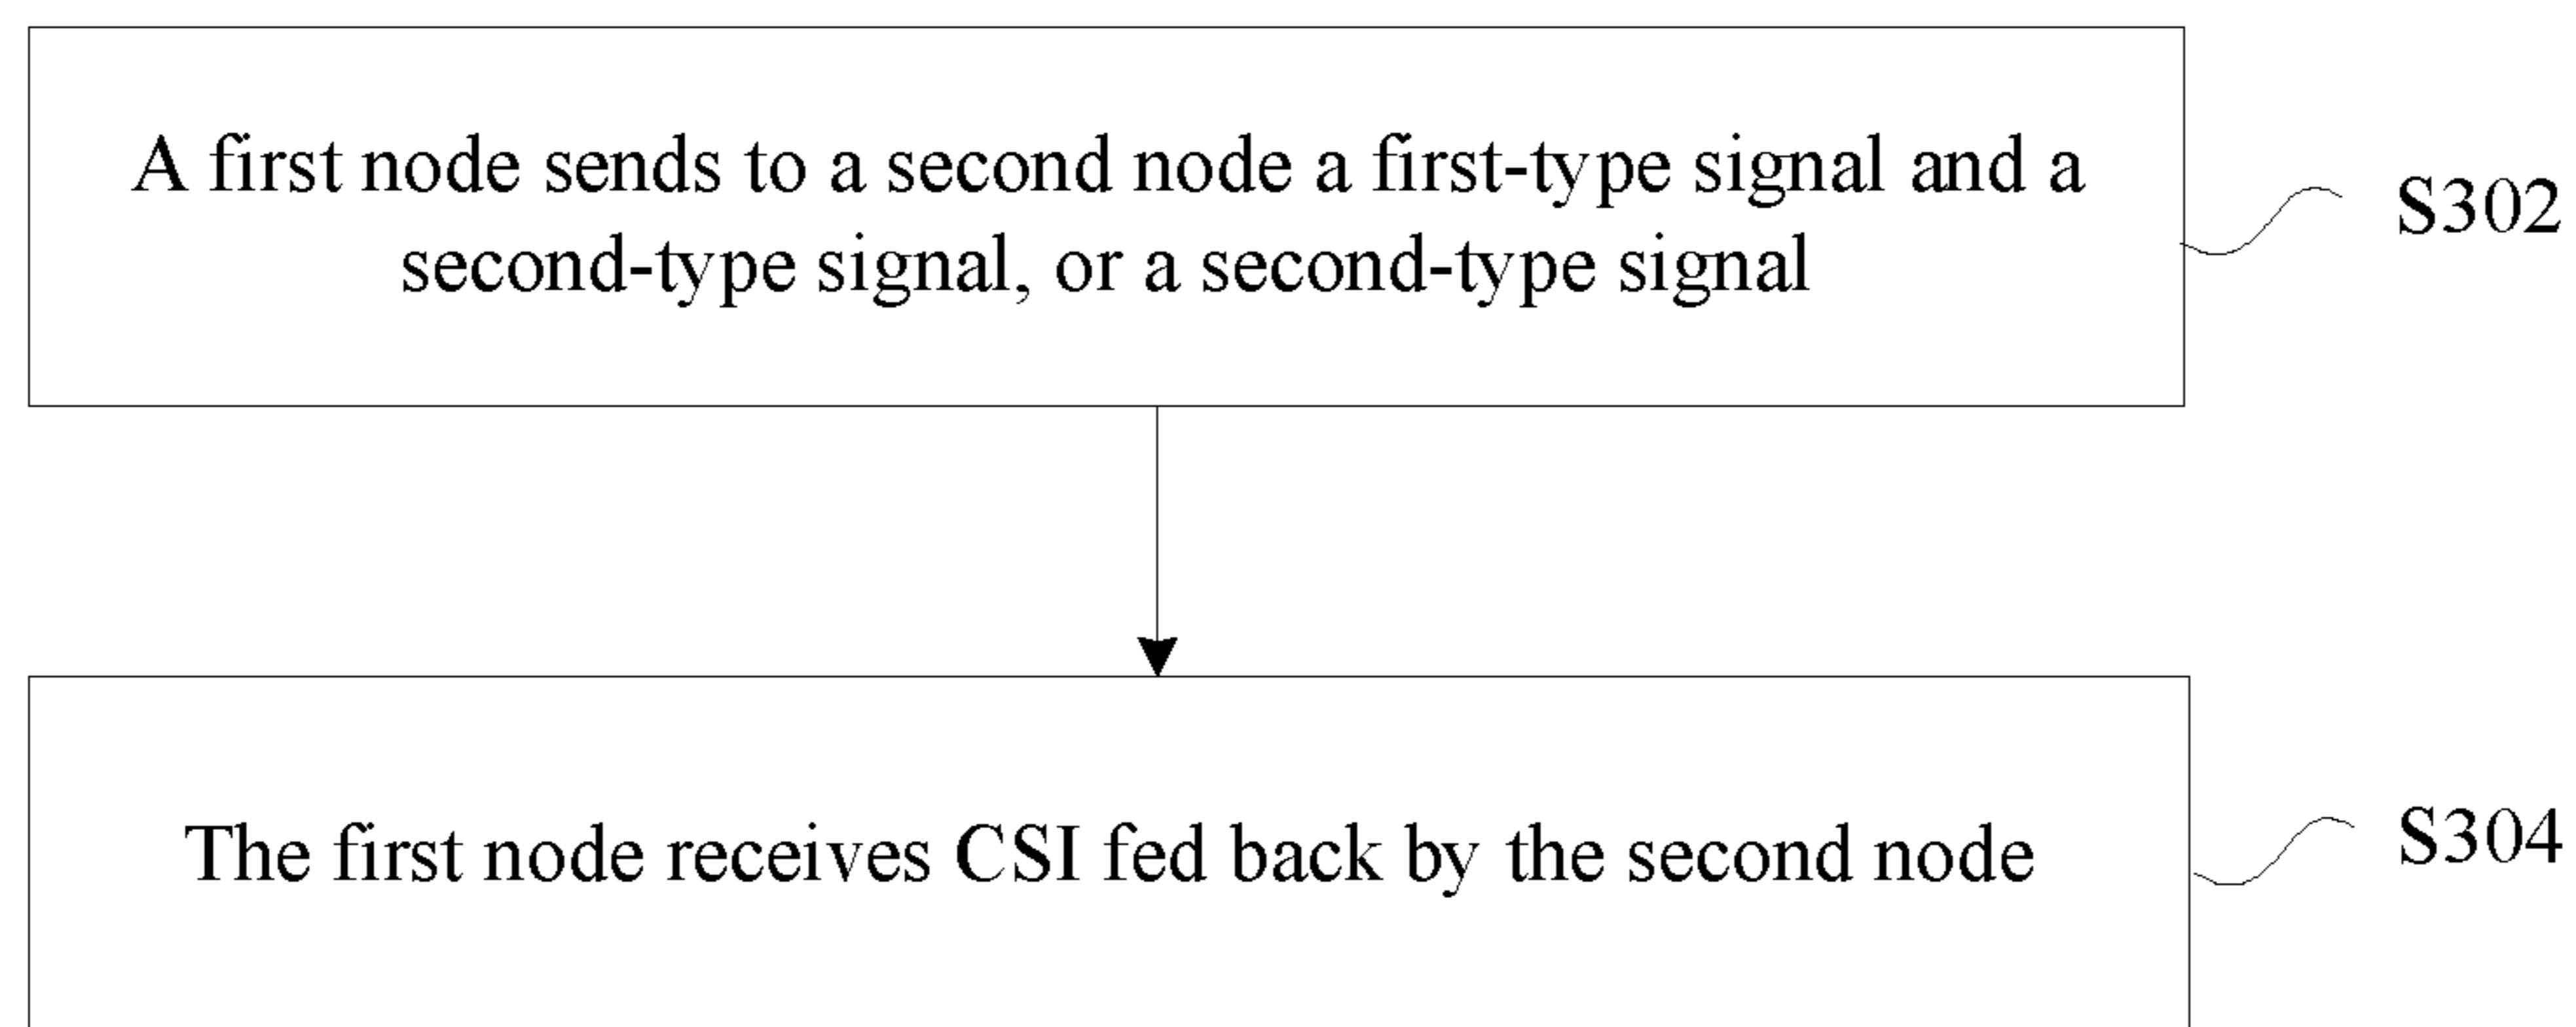 A first node sends to a second node a first-type signal and a
second-type signal, or a second-type signal
S302
The first node receives CSI fed back by the second node
S304